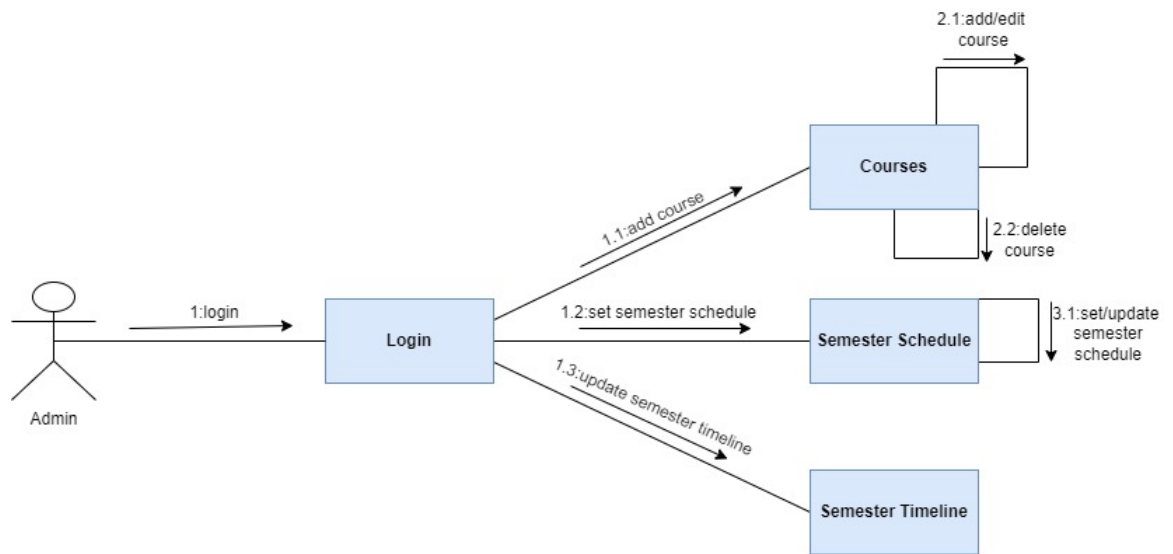 2.1:add/edit
course
Courses
1.1:add course
2.2:delete
course
1:login
1.2:set semester schedule
3.1:set/update
semester
schedule
Login
Semester Schedule
1.3:update semester timeline
Admin
Semester Timeline